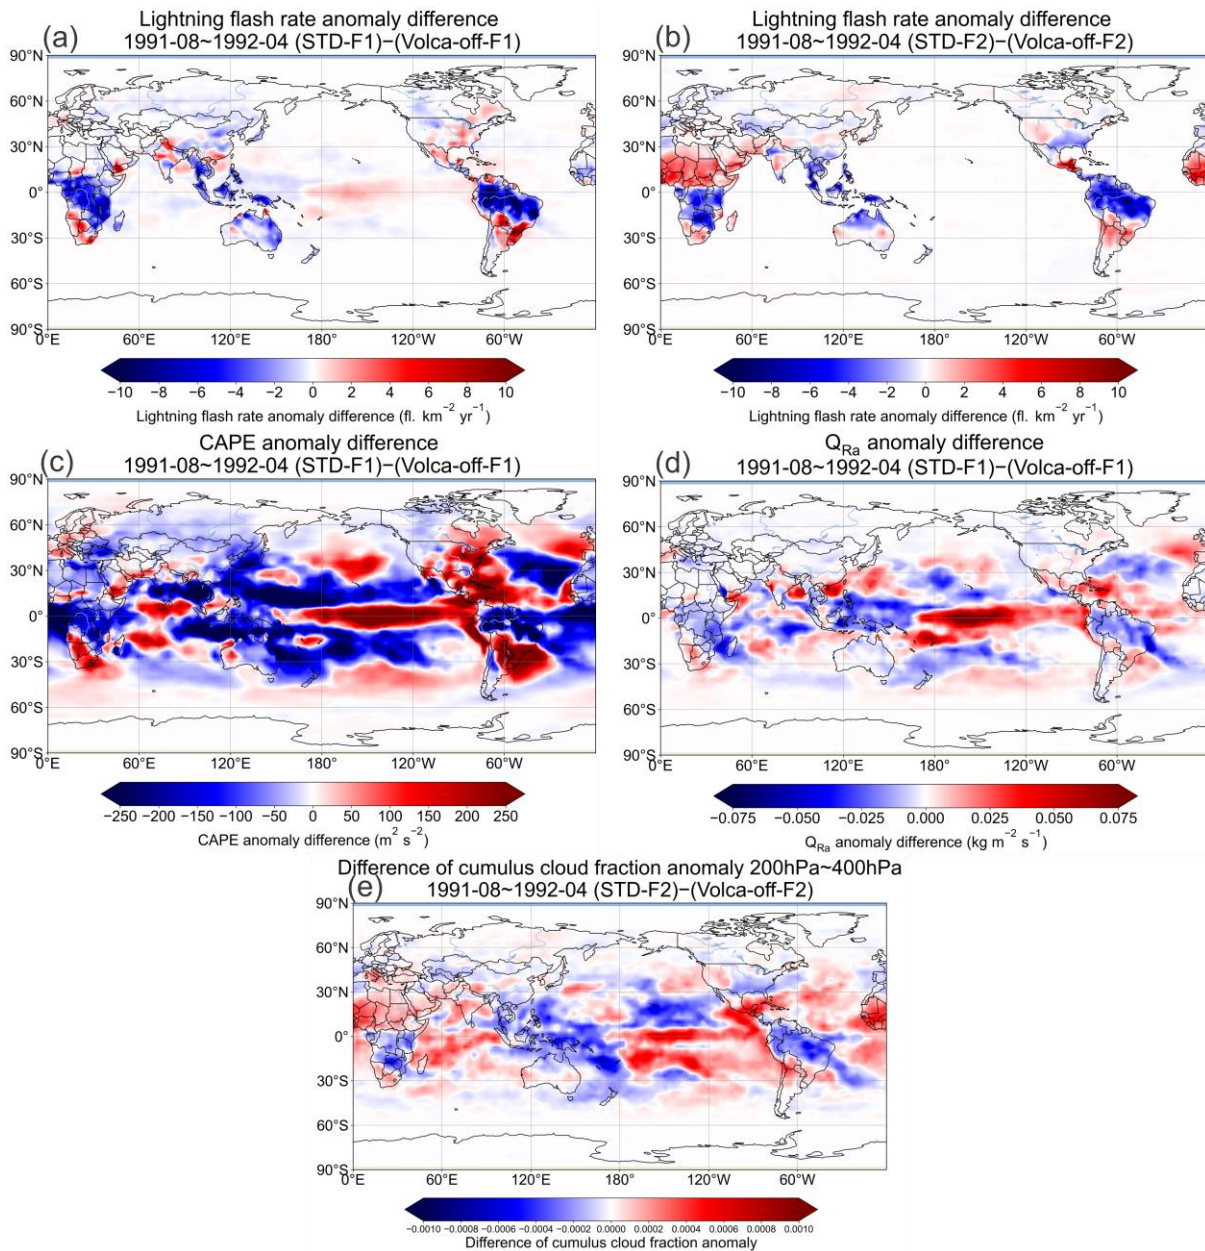 (a)
Lightning flash rate anomaly difference
1991-08~1992-04 (STD-F1)−(Volca-off-F1)
90°N
60°N
30°N
0°
30°S
60°S
90°S
0°E 60°E 120°E 180° 120°W 60°W
−10 −8 −6 −4 −2 0 2 4 6 8 10
Lightning flash rate anomaly difference (fl. km⁻² yr⁻¹)
(b)
Lightning flash rate anomaly difference
1991-08~1992-04 (STD-F2)−(Volca-off-F2)
90°N
60°N
30°N
0°
30°S
60°S
90°S
0°E 60°E 120°E 180° 120°W 60°W
−10 −8 −6 −4 −2 0 2 4 6 8 10
Lightning flash rate anomaly difference (fl. km⁻² yr⁻¹)
(c)
CAPE anomaly difference
1991-08~1992-04 (STD-F1)−(Volca-off-F1)
90°N
60°N
30°N
0°
30°S
60°S
90°S
0°E 60°E 120°E 180° 120°W 60°W
−250 −200 −150 −100 −50 0 50 100 150 200 250
CAPE anomaly difference (m² s⁻²)
(d)
Q_Ra anomaly difference
1991-08~1992-04 (STD-F1)−(Volca-off-F1)
90°N
60°N
30°N
0°
30°S
60°S
90°S
0°E 60°E 120°E 180° 120°W 60°W
−0.075 −0.050 −0.025 0.000 0.025 0.050 0.075
Q_Ra anomaly difference (kg m⁻² s⁻¹)
(e)
Difference of cumulus cloud fraction anomaly 200hPa~400hPa
1991-08~1992-04 (STD-F2)−(Volca-off-F2)
90°N
60°N
30°N
0°
30°S
60°S
90°S
0°E 60°E 120°E 180° 120°W 60°W
−0.0010 −0.0008 −0.0006 −0.0004 −0.0002 0.0000 0.0002 0.0004 0.0006 0.0008 0.0010
Difference of cumulus cloud fraction anomaly